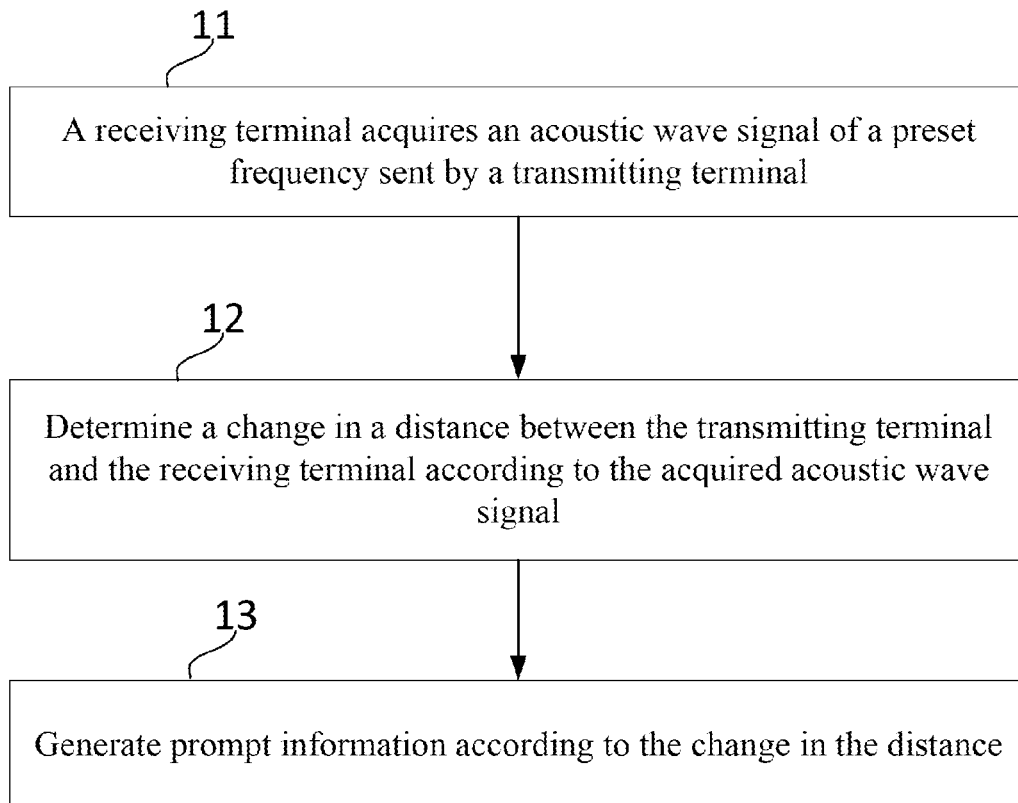 11
A receiving terminal acquires an acoustic wave signal of a preset
frequency sent by a transmitting terminal
12
Determine a change in a distance between the transmitting terminal
and the receiving terminal according to the acquired acoustic wave
signal
13
Generate prompt information according to the change in the distance